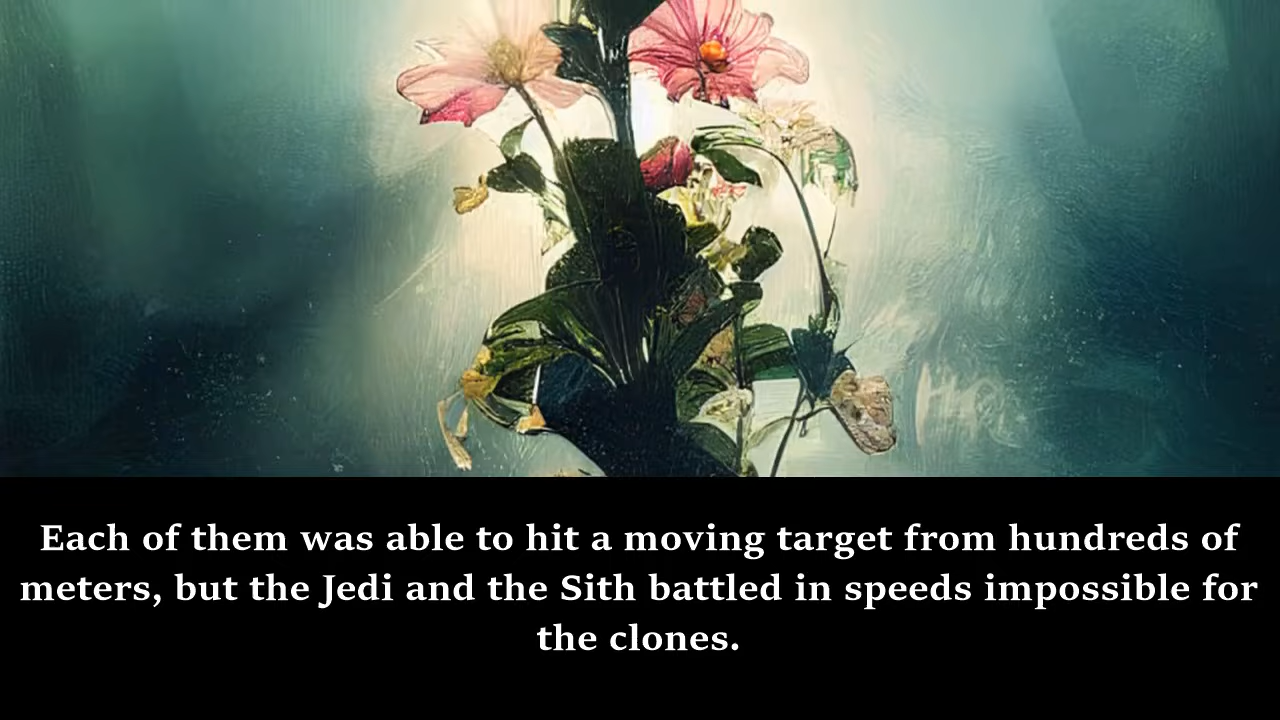 Each of them was able to hit a moving target from hundreds of
meters, but the Jedi and the Sith battled in speeds impossible for
the clones.